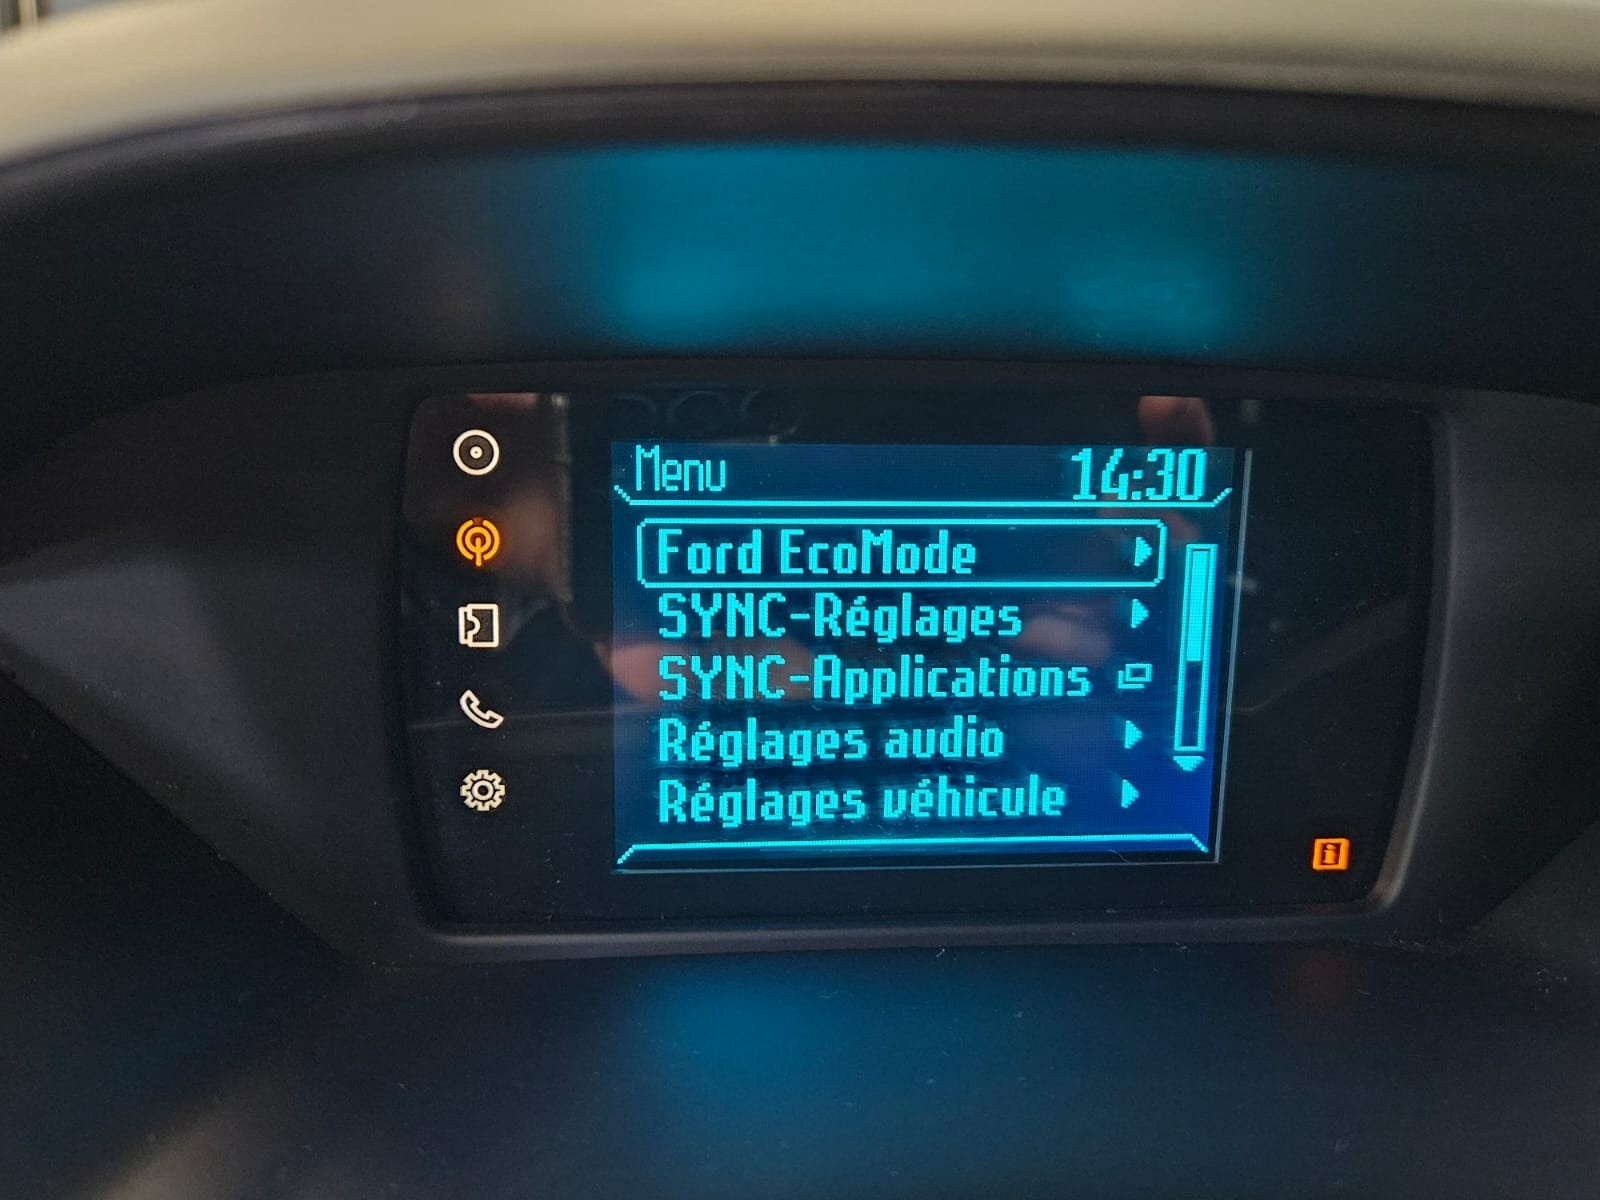 Menu 14:30
Ford EcoMode
SYNC-Réglages
SYNC-Applications
Réglages audio
Réglages véhicule
i